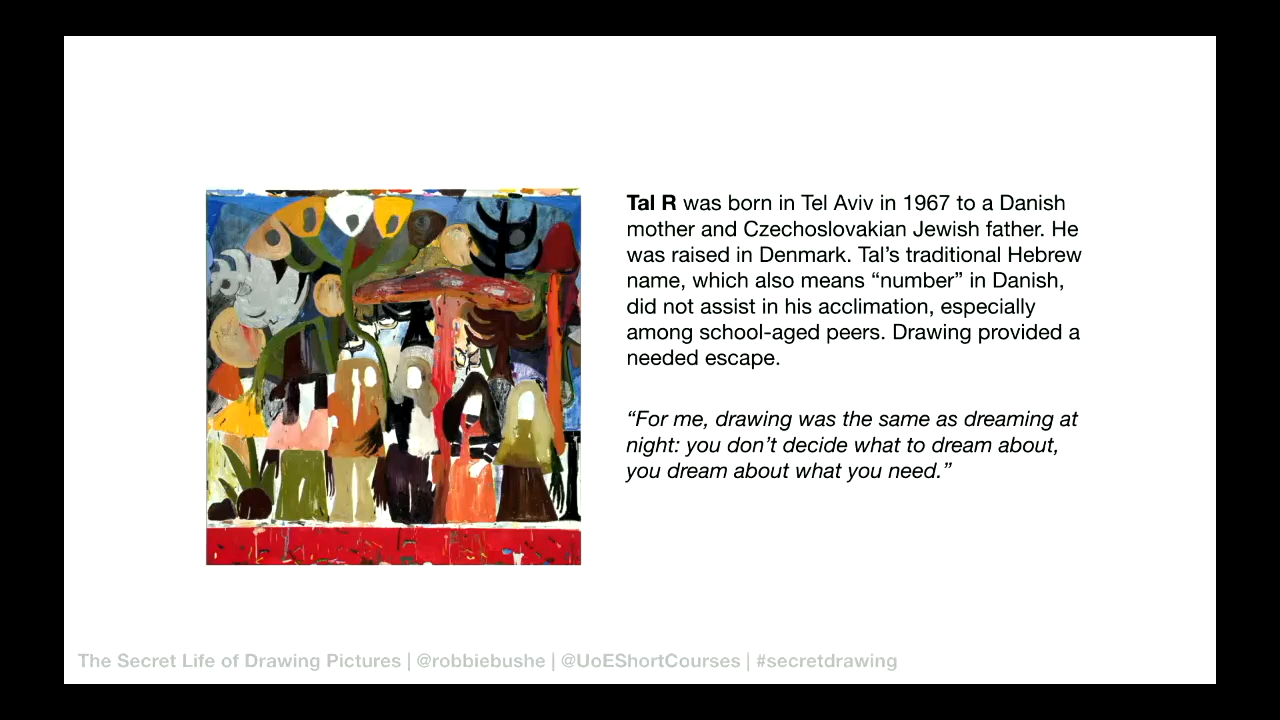 Tal R was born in Tel Aviv in 1967 to a Danish
mother and Czechoslovakian Jewish father. He
was raised in Denmark. Tal’s traditional Hebrew
name, which also means “number” in Danish,
did not assist in his acclimation, especially
among school-aged peers. Drawing provided a
needed escape.
“For me, drawing was the same as dreaming at
night: you don’t decide what to dream about,
you dream about what you need.”
The Secret Life of Drawing Pictures | @robbiebushe | @UoEShortCourses | #secretdrawing